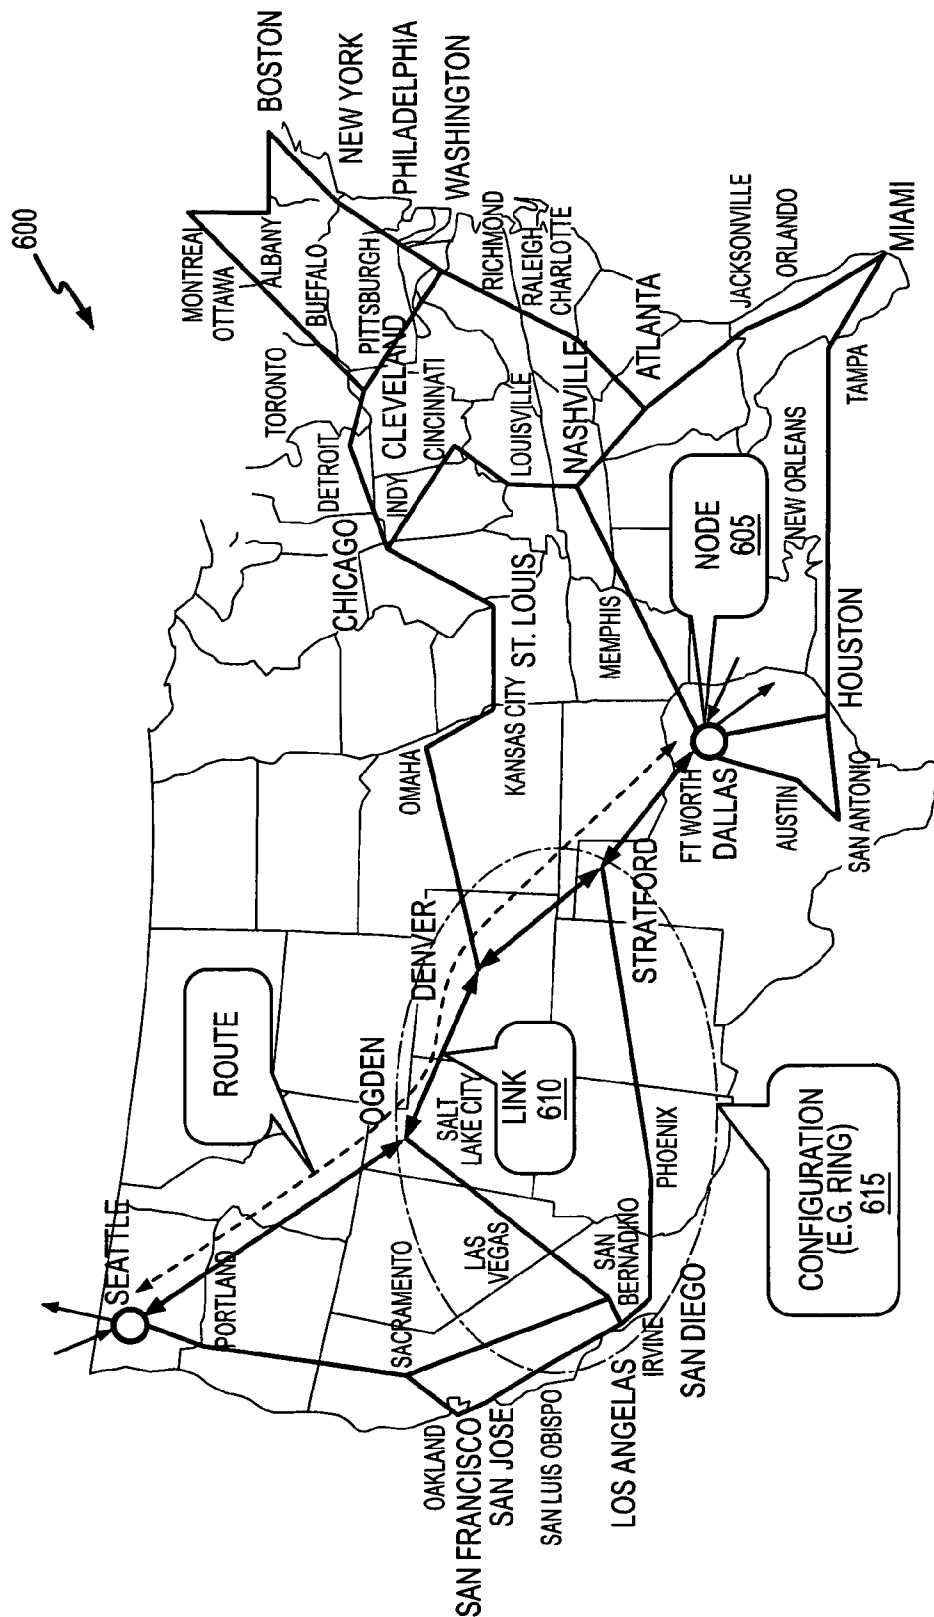 600
SEATTLE
PORTLAND
ROUTE
OGDEN
SALT
LAKE CITY
DENVER
LINK
610
SACRAMENTO
LAS
VEGAS
OAKLAND
SAN FRANCISCO
SAN JOSE
SAN LUIS OBISPO
LOS ANGELAS
IRVINE
SAN DIEGO
SAN
BERNADINO
PHOENIX
CONFIGURATION
(E.G. RING)
615
STRATFORD
OMAHA
KANSAS CITY
ST. LOUIS
CHICAGO
DETROIT
INDY
TORONTO
CLEVELAND
CINCINNATI
LOUISVILLE
NASHVILLE
MEMPHIS
MONTREAL
OTTAWA
ALBANY
BUFFALO
PITTSBURGH
BOSTON
NEW YORK
PHILADELPHIA
WASHINGTON
RICHMOND
RALEIGH
CHARLOTTE
ATLANTA
JACKSONVILLE
ORLANDO
MIAMI
TAMPA
NEW ORLEANS
NODE
605
FT WORTH
DALLAS
AUSTIN
SAN ANTONIO
HOUSTON